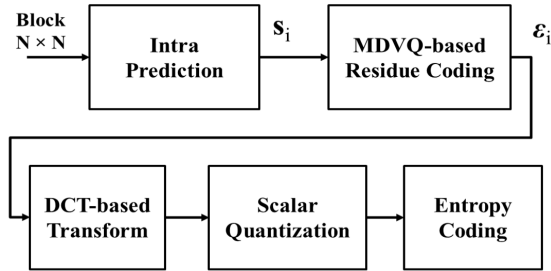 Block
N × N
Intra
Prediction
s_i
MDVQ-based
Residue Coding
ε_i
DCT-based
Transform
Scalar
Quantization
Entropy
Coding